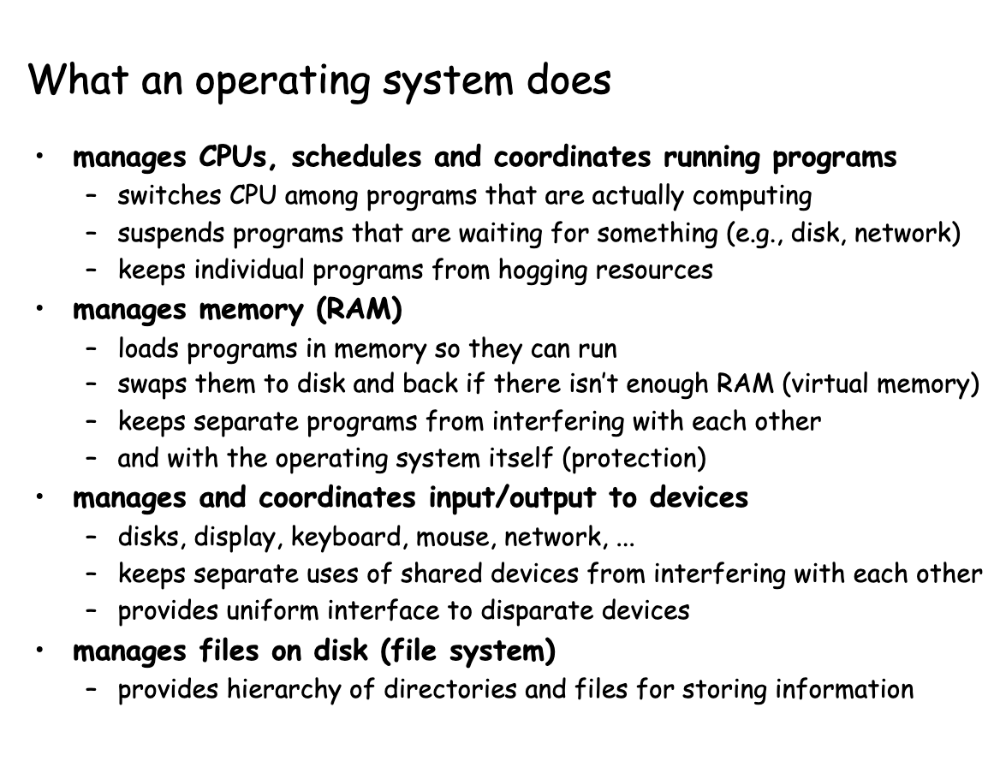 What an operating system does
• manages CPUs, schedules and coordinates running programs
– switches CPU among programs that are actually computing
– suspends programs that are waiting for something (e.g., disk, network)
– keeps individual programs from hogging resources
• manages memory (RAM)
– loads programs in memory so they can run
– swaps them to disk and back if there isn’t enough RAM (virtual memory)
– keeps separate programs from interfering with each other
– and with the operating system itself (protection)
• manages and coordinates input/output to devices
– disks, display, keyboard, mouse, network, ...
– keeps separate uses of shared devices from interfering with each other
– provides uniform interface to disparate devices
• manages files on disk (file system)
– provides hierarchy of directories and files for storing information